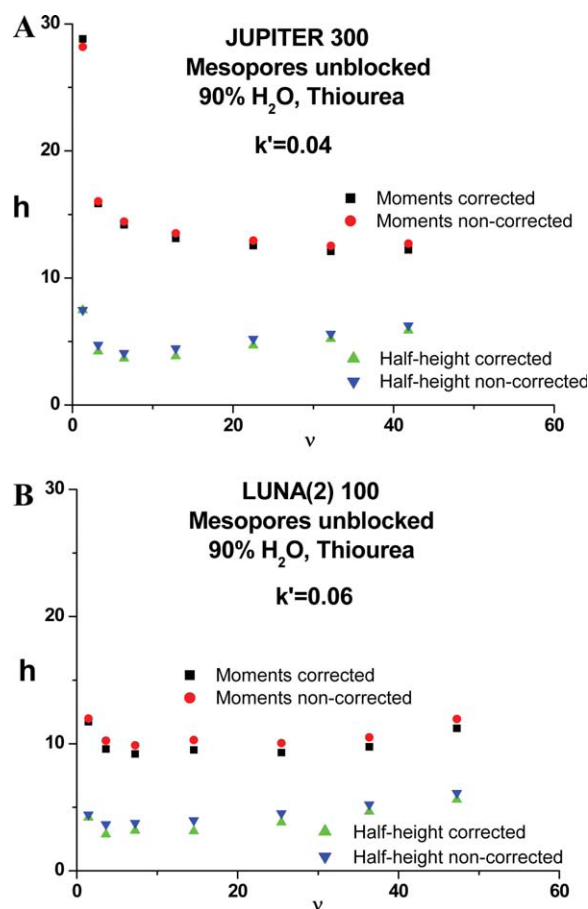 A
30
JUPITER 300
Mesopores unblocked
90% H₂O, Thiourea
k'=0.04
20
h
Moments corrected
Moments non-corrected
10
Half-height corrected
Half-height non-corrected
0
0 20 40 60
ν
B
30
LUNA(2) 100
Mesopores unblocked
90% H₂O, Thiourea
k'=0.06
20
h
Moments corrected
Moments non-corrected
10
Half-height corrected
Half-height non-corrected
0
0 20 40 60
ν